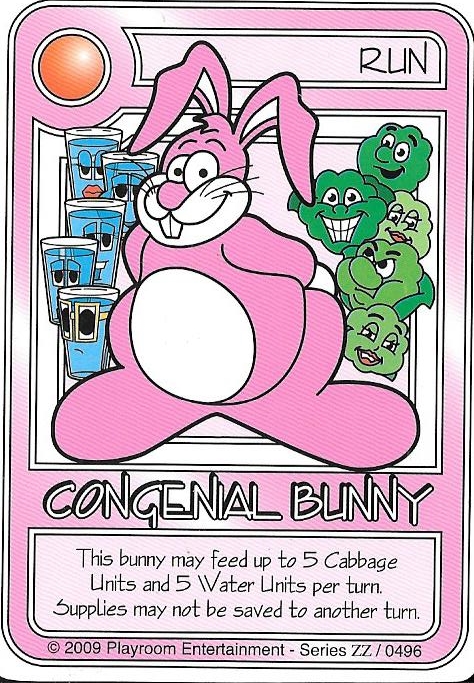 RUN
CONGENIAL BUNNY
This bunny may feed up to 5 Cabbage
Units and 5 Water Units per turn.
Supplies may not be saved to another turn.
© 2009 Playroom Entertainment - Series ZZ / 0496